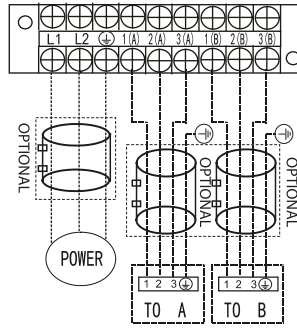 L1 L2 1(A) 2(A) 3(A) 1(B) 2(B) 3(B)
OPTIONAL
OPTIONAL
OPTIONAL
POWER
1 2 3
1 2 3
TO A
TO B